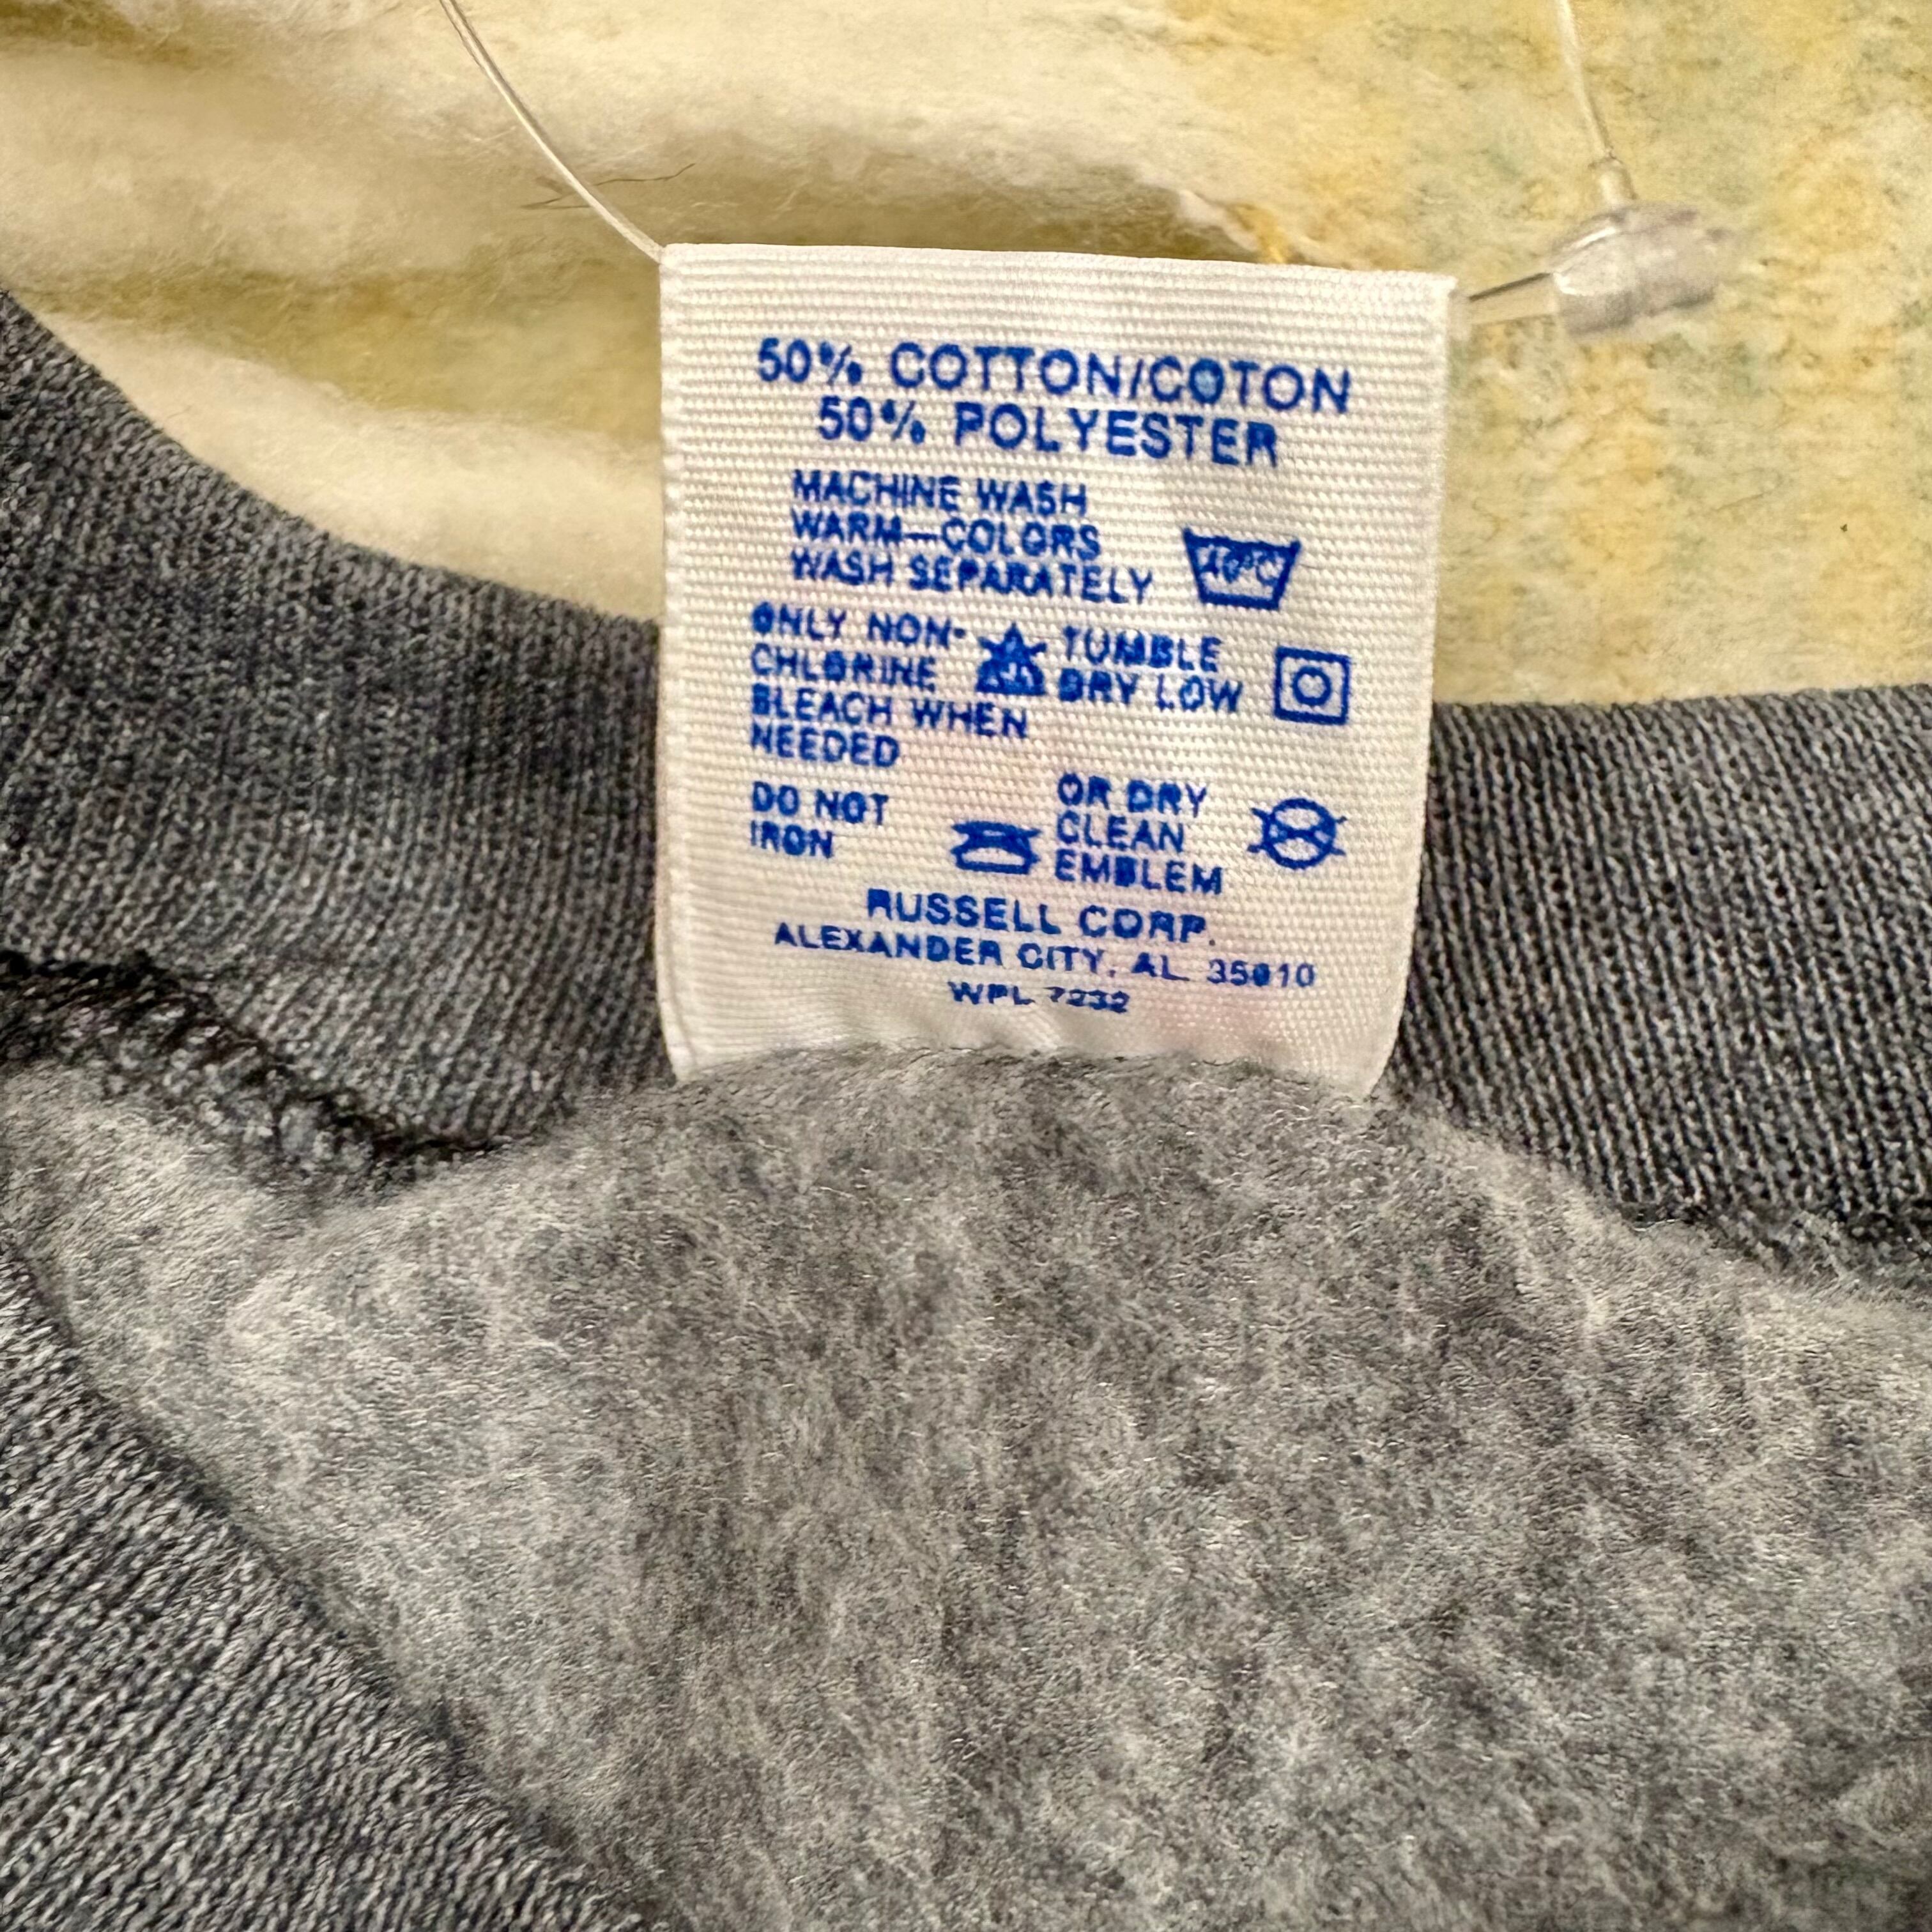 50% COTTON/COTON
50% POLYESTER
MACHINE WASH
WARM—COLORS
WASH SEPARATELY
40°C
ONLY NON-
CHLORINE
BLEACH WHEN
NEEDED
TUMBLE
DRY LOW
DO NOT
IRON
OR DRY
CLEAN
EMBLEM
RUSSELL CORP.
ALEXANDER CITY, AL. 35010
WPL 7232